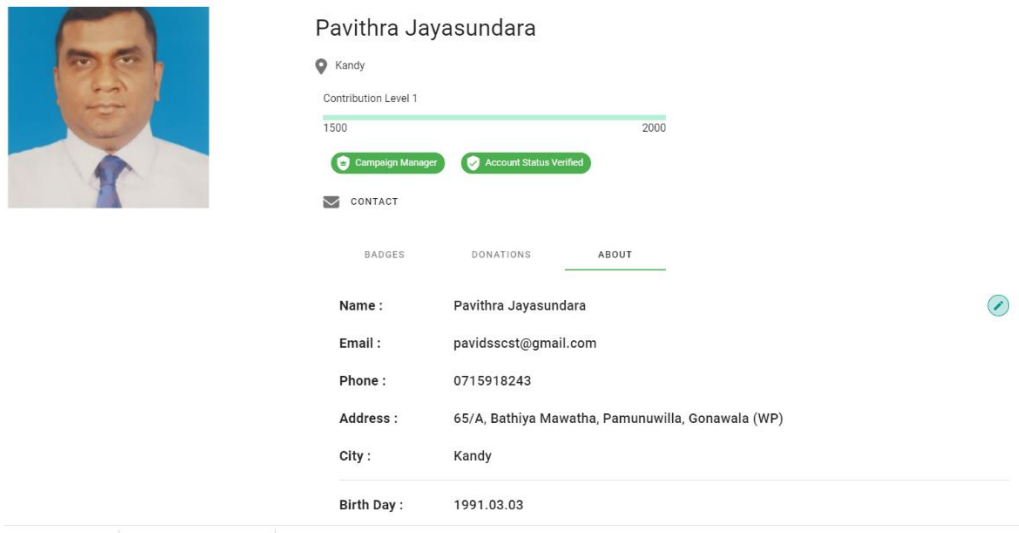 Pavithra Jayasundara
Kandy
Contribution Level 1
1500 2000
Campaign Manager Account Status Verified
CONTACT
BADGES DONATIONS ABOUT
Name : Pavithra Jayasundara
Email : pavidsscst@gmail.com
Phone : 0715918243
Address : 65/A, Bathiya Mawatha, Pamunuwilla, Gonawala (WP)
City : Kandy
Birth Day : 1991.03.03